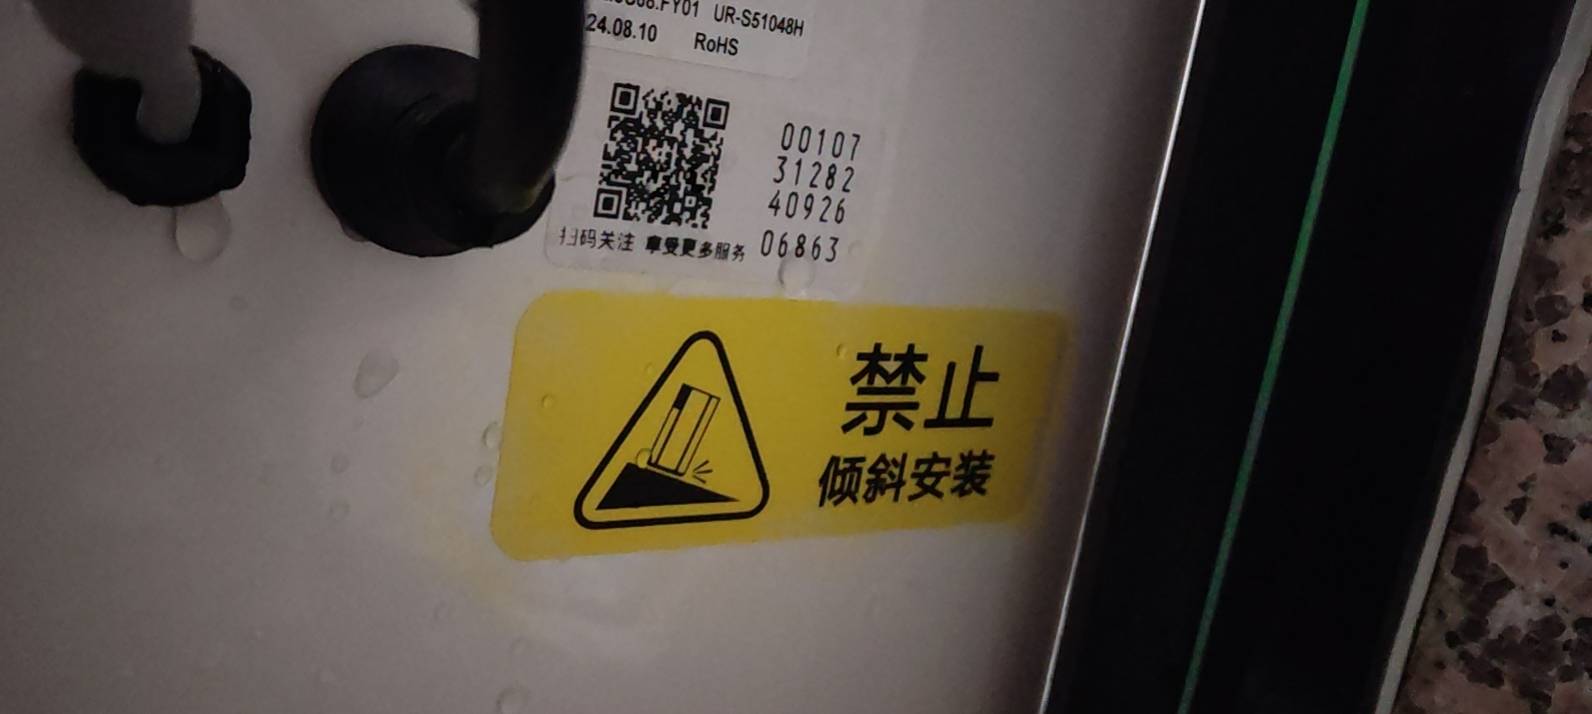 .FY01 UR-S51048H
24.08.10 RoHS
00107
31282
40926
扫码关注 享受更多服务 06863
禁止
倾斜安装